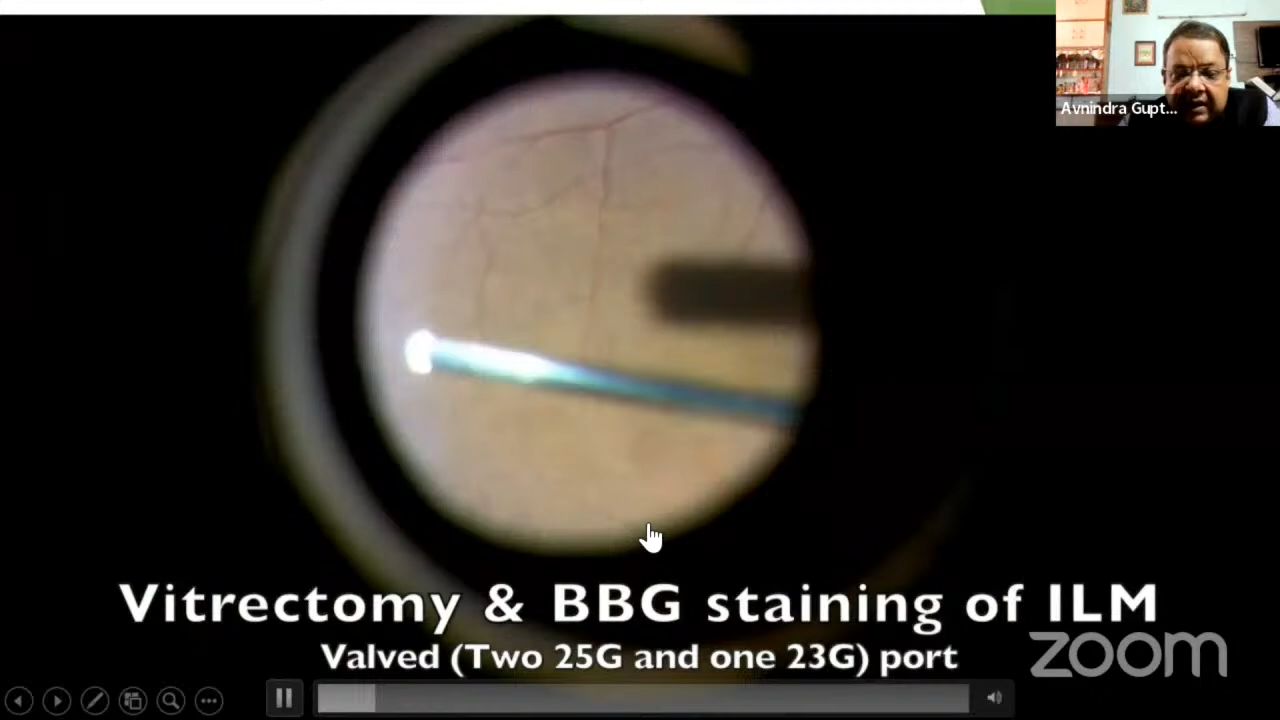 Avnindra Gupt...
Vitrectomy & BBG staining of ILM
Valved (Two 25G and one 23G) port
zoom